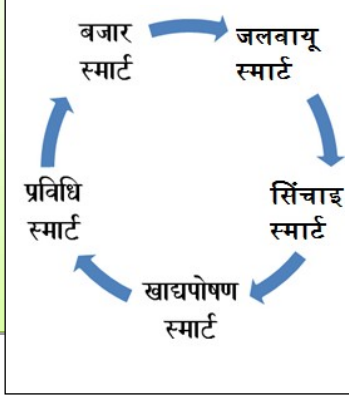 बजार
स्मार्ट
जलवायू
स्मार्ट
सिंचाइ
स्मार्ट
खाद्यपोषण
स्मार्ट
प्रविधि
स्मार्ट